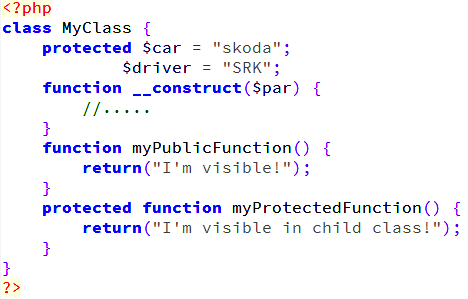 <?php
class MyClass {
    protected $car = "skoda";
            $driver = "SRK";
    function __construct($par) {
        //.....
    }
    function myPublicFunction() {
        return("I'm visible!");
    }
    protected function myProtectedFunction() {
        return("I'm visible in child class!");
    }
}
?>